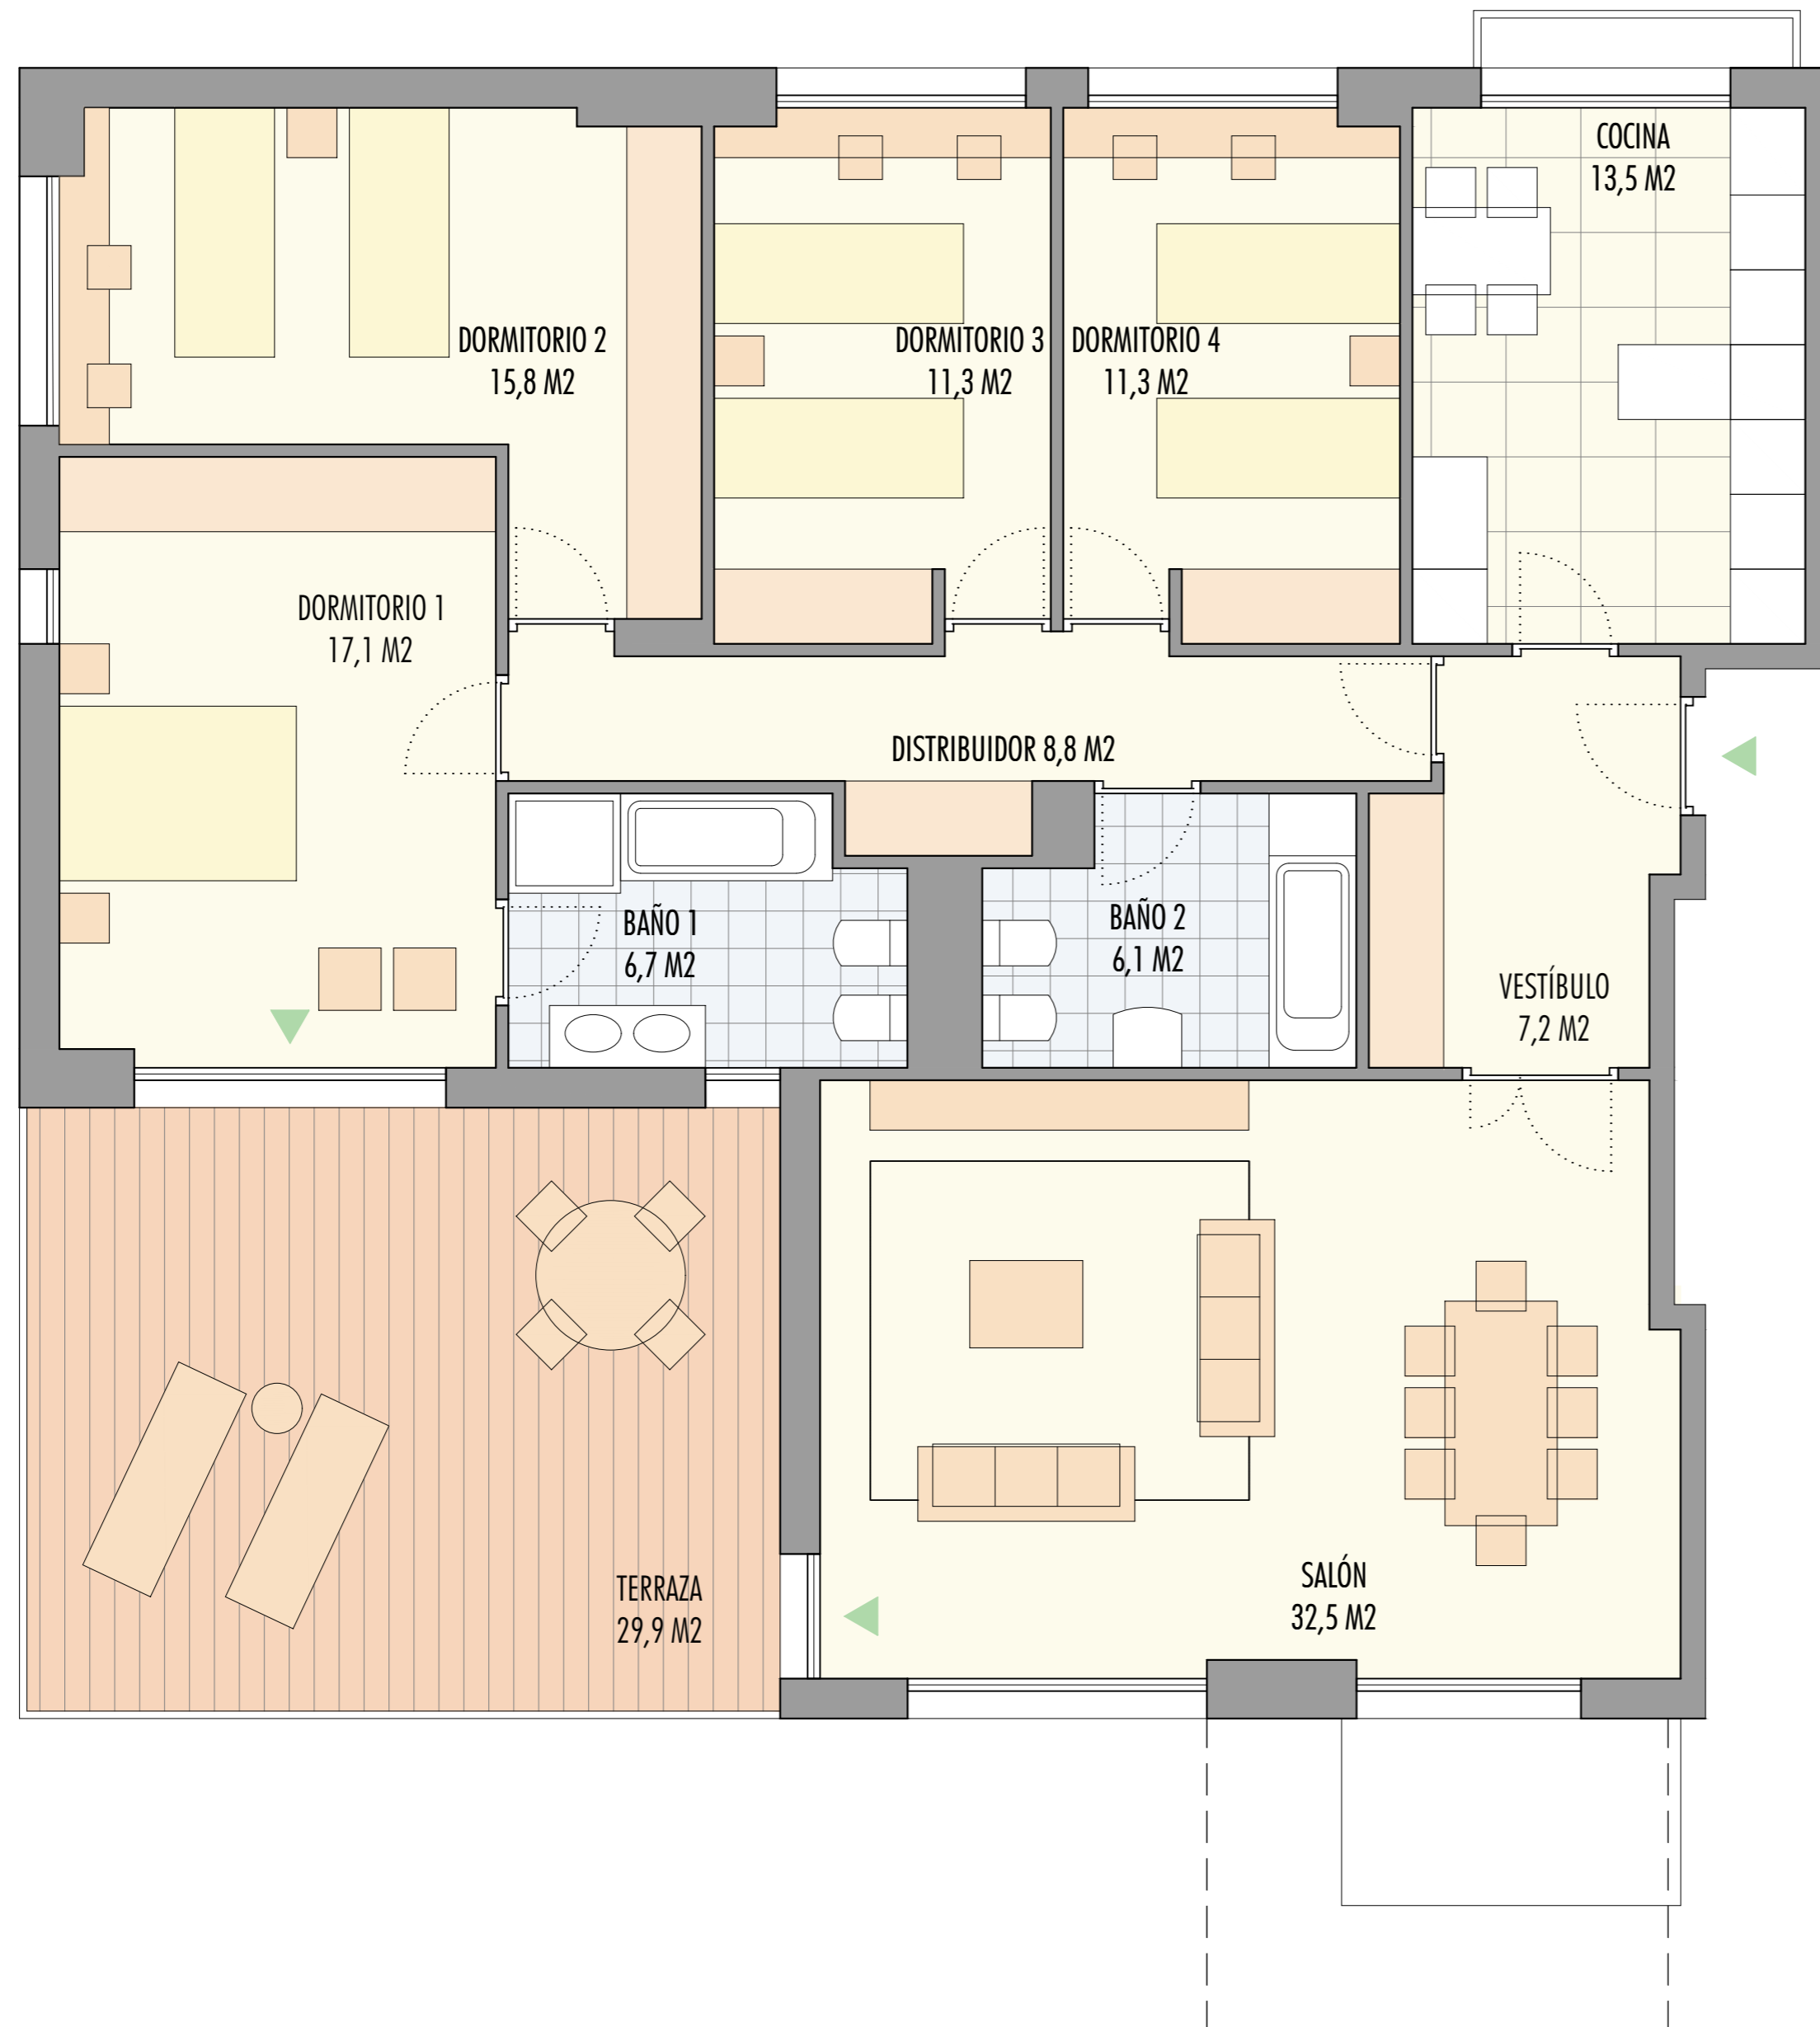 COCINA
13,5 M2
DORMITORIO 2
15,8 M2
DORMITORIO 3
11,3 M2
DORMITORIO 4
11,3 M2
DORMITORIO 1
17,1 M2
DISTRIBUIDOR 8,8 M2
BAÑO 1
6,7 M2
BAÑO 2
6,1 M2
VESTÍBULO
7,2 M2
TERRAZA
29,9 M2
SALÓN
32,5 M2